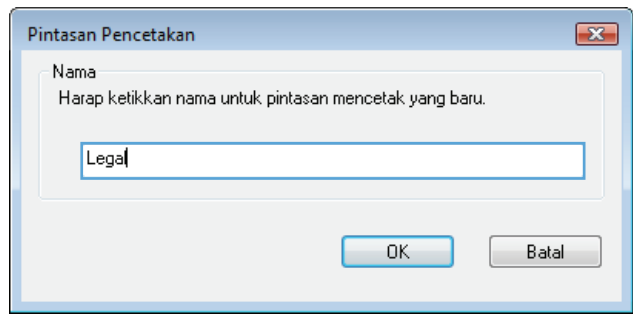 Pintasan Pencetakan
Nama
Harap ketikkan nama untuk pintasan mencetak yang baru.
Legal
OK
Batal